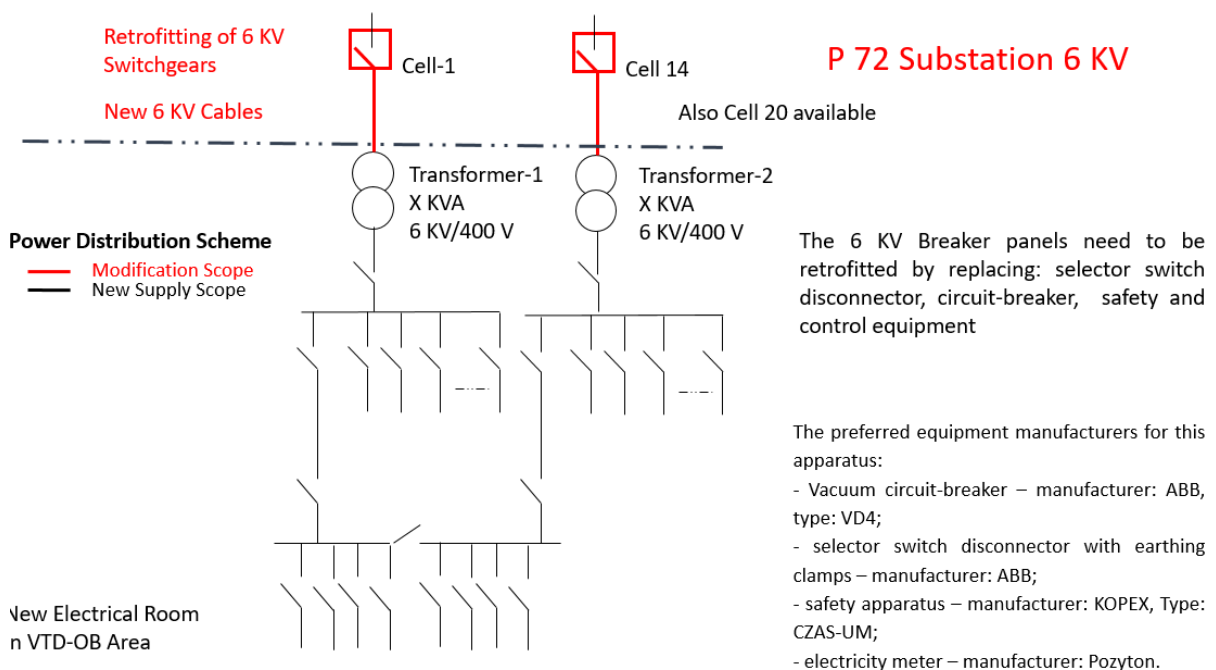 Retrofitting of 6 KV
Switchgears
Cell-1
Cell 14
P 72 Substation 6 KV
New 6 KV Cables
Also Cell 20 available
Transformer-1
X KVA
6 KV/400 V
Transformer-2
X KVA
6 KV/400 V
Power Distribution Scheme
Modification Scope
New Supply Scope
The 6 KV Breaker panels need to be
retrofitted by replacing: selector switch
disconnector, circuit-breaker, safety and
control equipment
The preferred equipment manufacturers for this
apparatus:
- Vacuum circuit-breaker – manufacturer: ABB,
type: VD4;
- selector switch disconnector with earthing
clamps – manufacturer: ABB;
- safety apparatus – manufacturer: KOPEX, Type:
CZAS-UM;
- electricity meter – manufacturer: Pozyton.
New Electrical Room
n VTD-OB Area